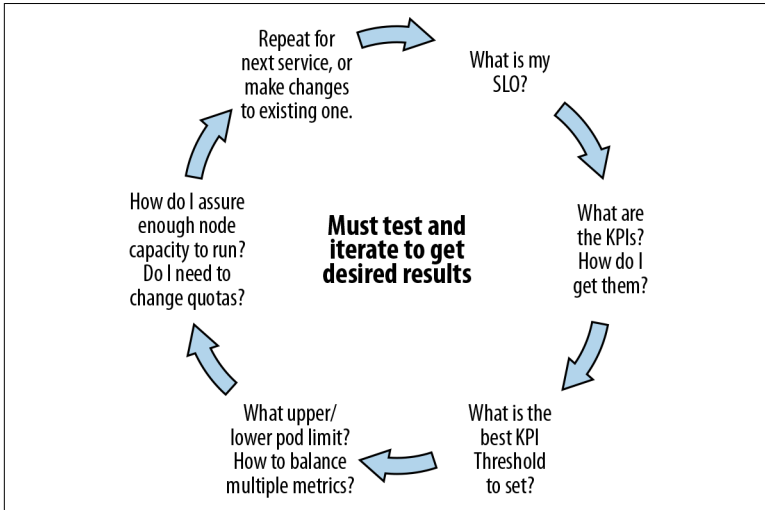 Repeat for
next service, or
make changes
to existing one.
What is my
SLO?
What are
the KPIs?
How do I
get them?
What is the
best KPI
Threshold
to set?
What upper/
lower pod limit?
How to balance
multiple metrics?
How do I assure
enough node
capacity to run?
Do I need to
change quotas?
Must test and
iterate to get
desired results